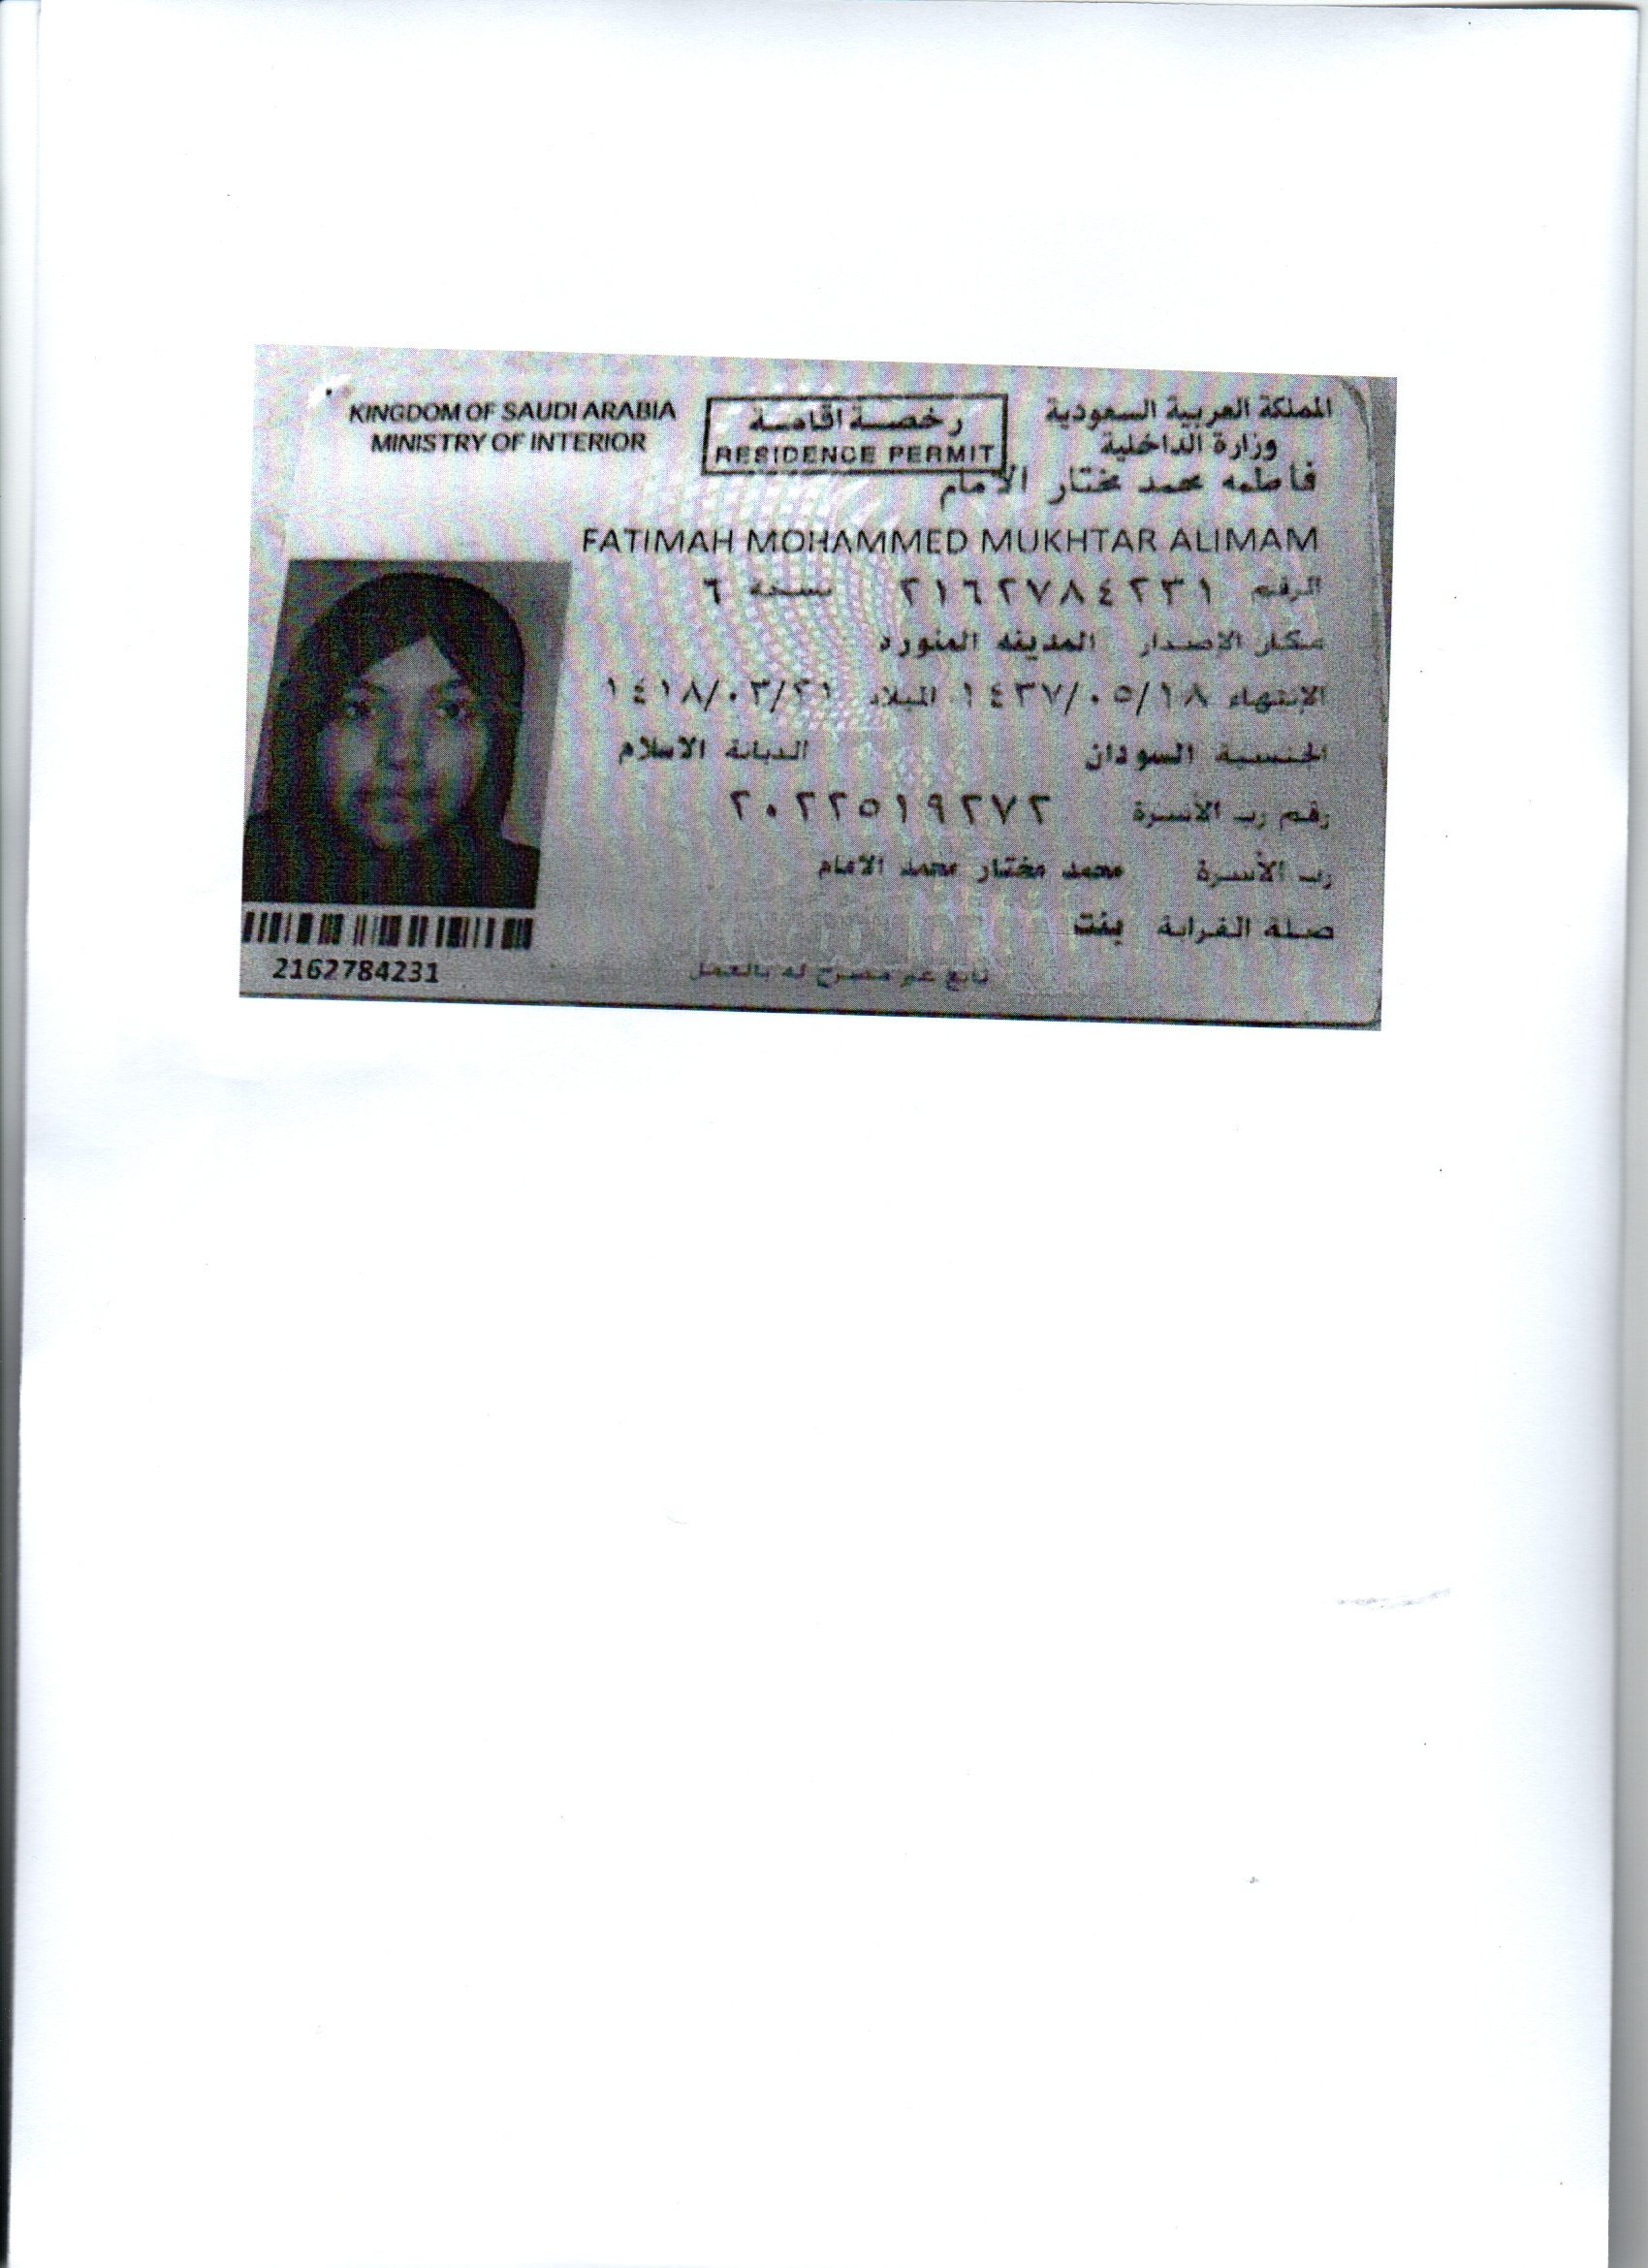 KINGDOM OF SAUDI ARABIA
MINISTRY OF INTERIOR
رخصة اقامة
RESIDENCE PERMIT
المملكة العربية السعودية
وزارة الداخلية
فاطمه محمد مختار الامام
FATIMAH MOHAMMED MUKHTAR ALIMAM
الرقم ٢١٦٢٧٨٤٢٣١ نسخه ٦
مكان الاصدار المدينه المنوره
الإنتهاء ١٤٣٧/٠٥/١٨ الميلاد ١٤١٨/٠٣/٢١
الجنسية السودان الديانة الاسلام
رقم رب الأسرة ٢٠٢٢٥١٩٢٧٢
رب الأسرة محمد مختار محمد الامام
صلة القرابة بنت
تابع غير مصرح له بالعمل
2162784231